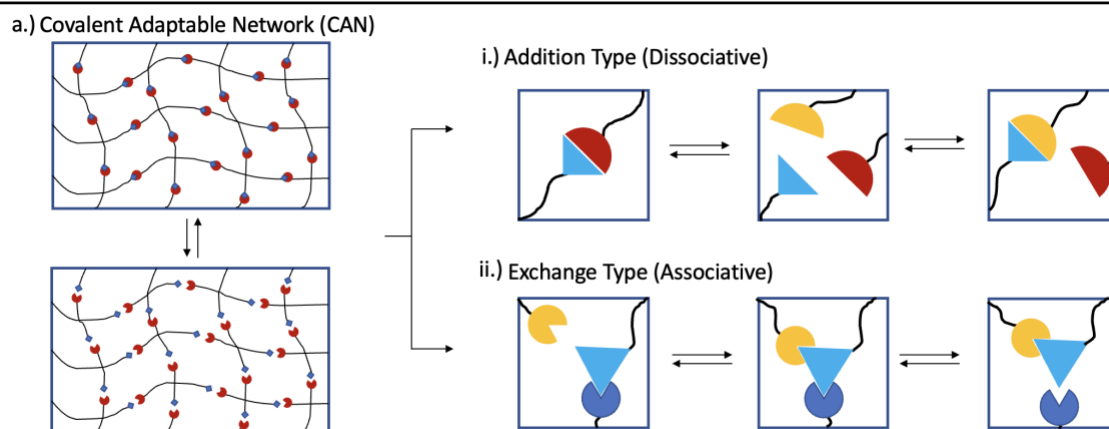 a.) Covalent Adaptable Network (CAN)
i.) Addition Type (Dissociative)
ii.) Exchange Type (Associative)